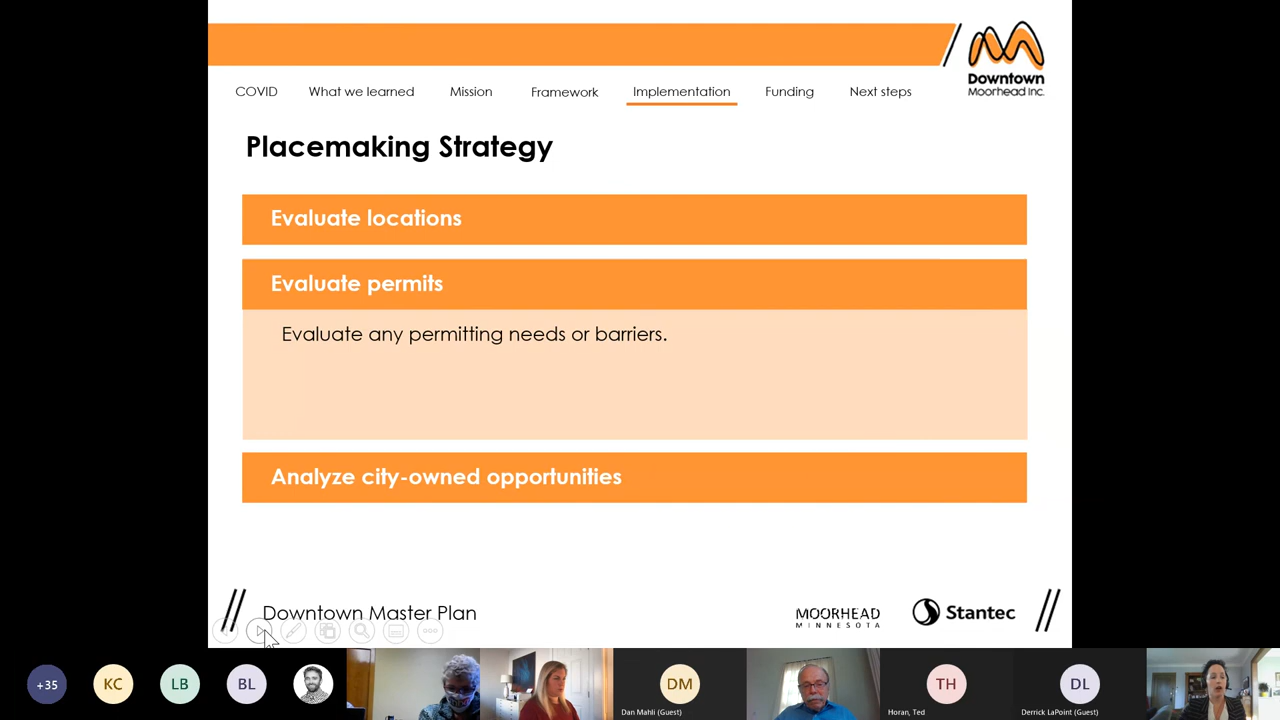 Downtown
Moorhead Inc.
COVID What we learned Mission Framework Implementation Funding Next steps
Placemaking Strategy
Evaluate locations
Evaluate permits
Evaluate any permitting needs or barriers.
Analyze city-owned opportunities
Downtown Master Plan
MOORHEAD
MINNESOTA
Stantec
+35 KC LB BL DM TH DL
Dan Mahli (Guest) Horan, Ted Derrick LaPoint (Guest)